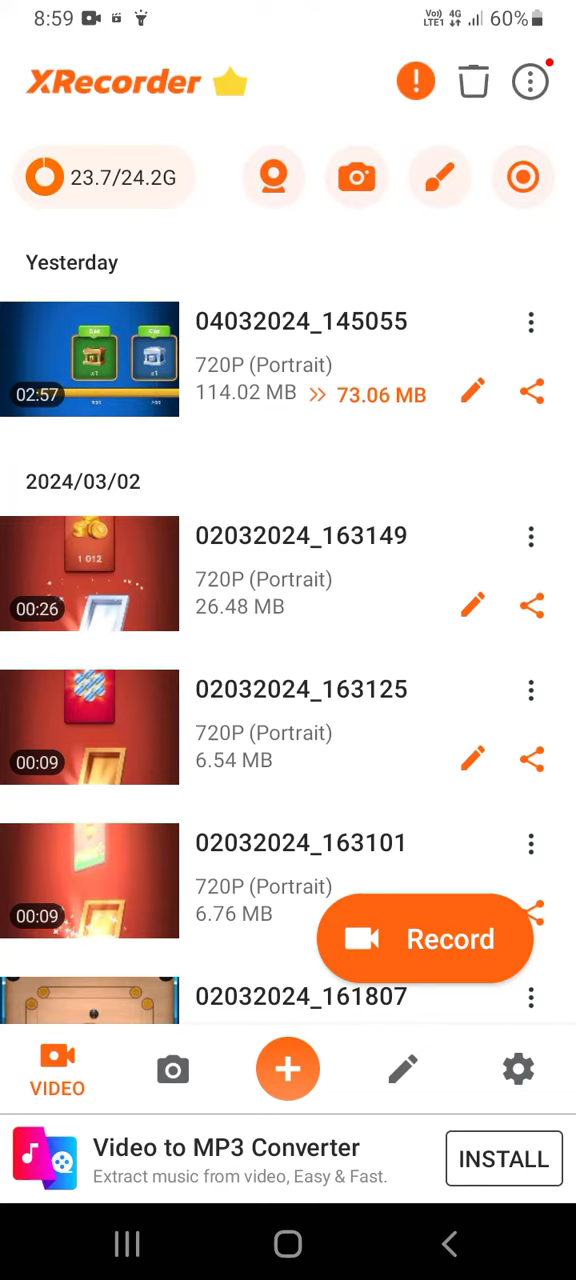 8:59
Vo)) 4G LTE1 60%
XRecorder
23.7/24.2G
Yesterday
04032024_145055
720P (Portrait)
02:57
114.02 MB 73.06 MB
2024/03/02
02032024_163149
1 012
720P (Portrait)
00:26
26.48 MB
02032024_163125
720P (Portrait)
00:09
6.54 MB
02032024_163101
720P (Portrait)
00:09
6.76 MB
Record
02032024_161807
VIDEO
Video to MP3 Converter
Extract music from video, Easy & Fast.
INSTALL